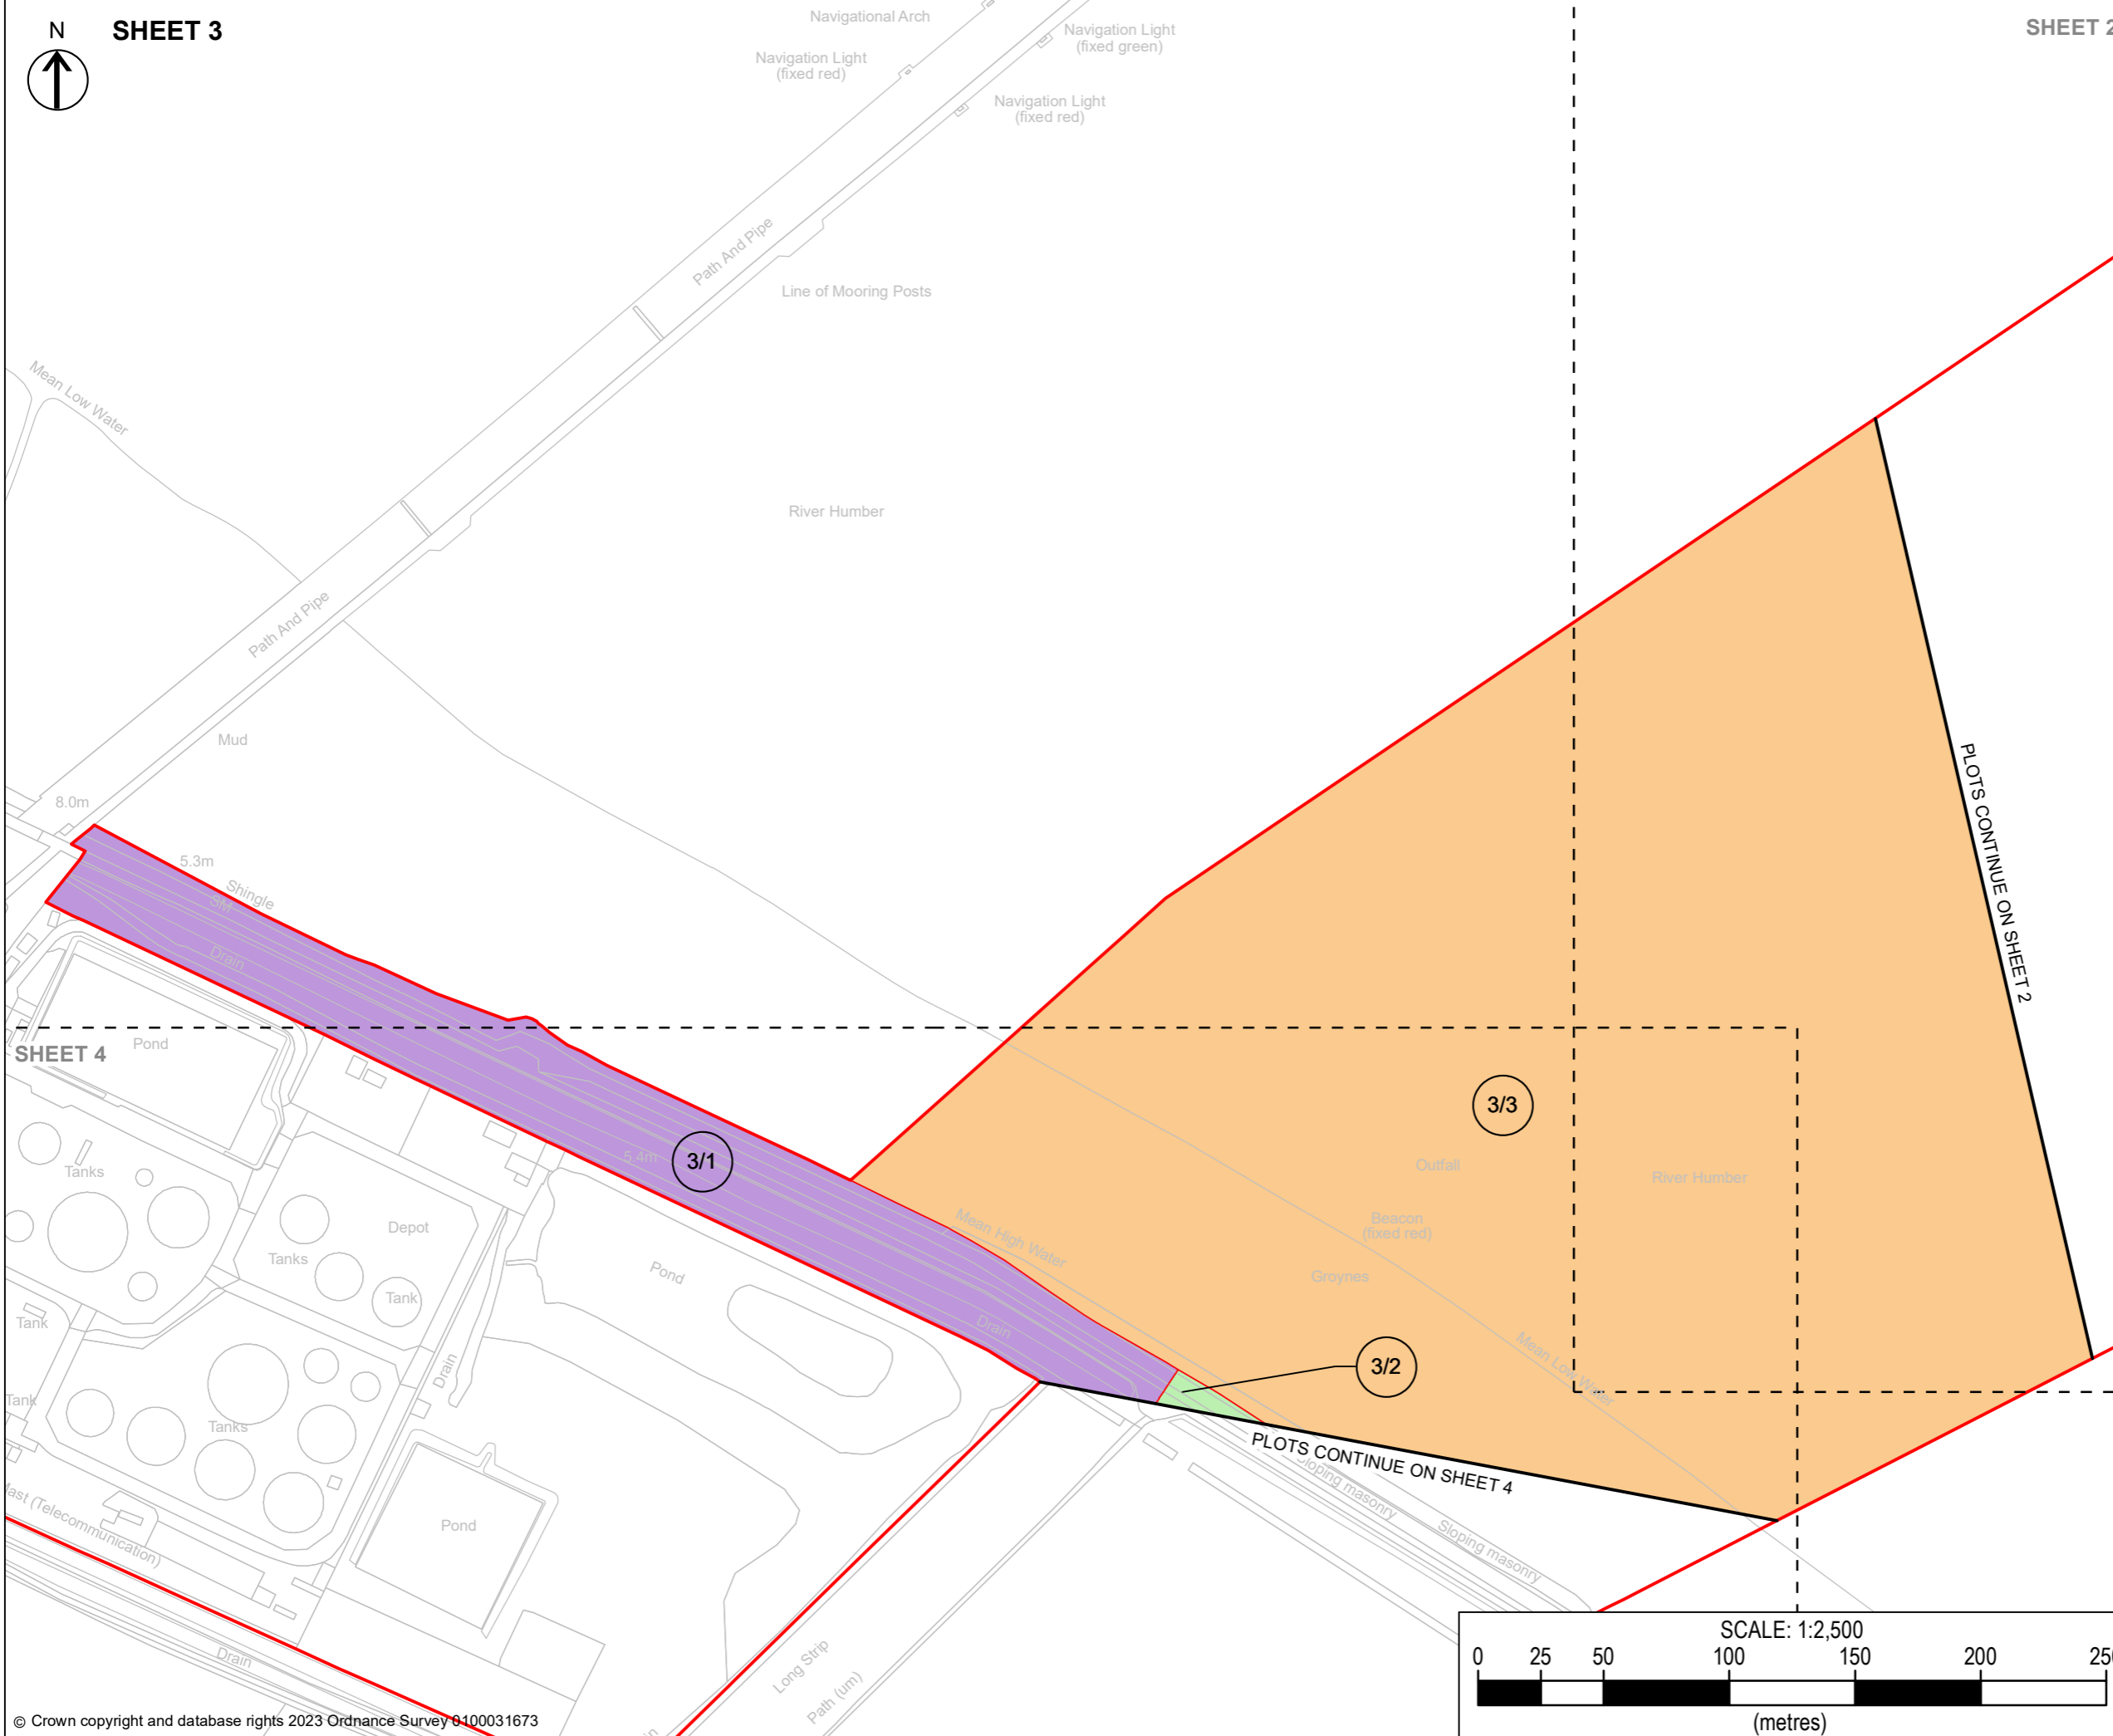 SHEET 3
N
SHEET 2
Navigational Arch
Navigation Light
(fixed red)
Navigation Light
(fixed green)
Navigation Light
(fixed red)
Path And Pipe
Line of Mooring Posts
Mean Low Water
River Humber
Path And Pipe
Mud
8.0m
5.3m
Shingle
SM
Drain
PLOTS CONTINUE ON SHEET 2
SHEET 4
Pond
3/3
3/1
5.4m
Outfall
River Humber
Tanks
Depot
Tanks
Tank
Tank
Pond
Mean High Water
Beacon
(fixed red)
Groynes
Drain
3/2
Mean Low Water
Drain
Tank
Tanks
PLOTS CONTINUE ON SHEET 4
Sloping masonry
Sloping masonry
Pond
Mast (Telecommunication)
Drain
Long Strip
Path (um)
SCALE: 1:2,500
0 25 50 100 150 200 250
(metres)
© Crown copyright and database rights 2023 Ordnance Survey 0100031673